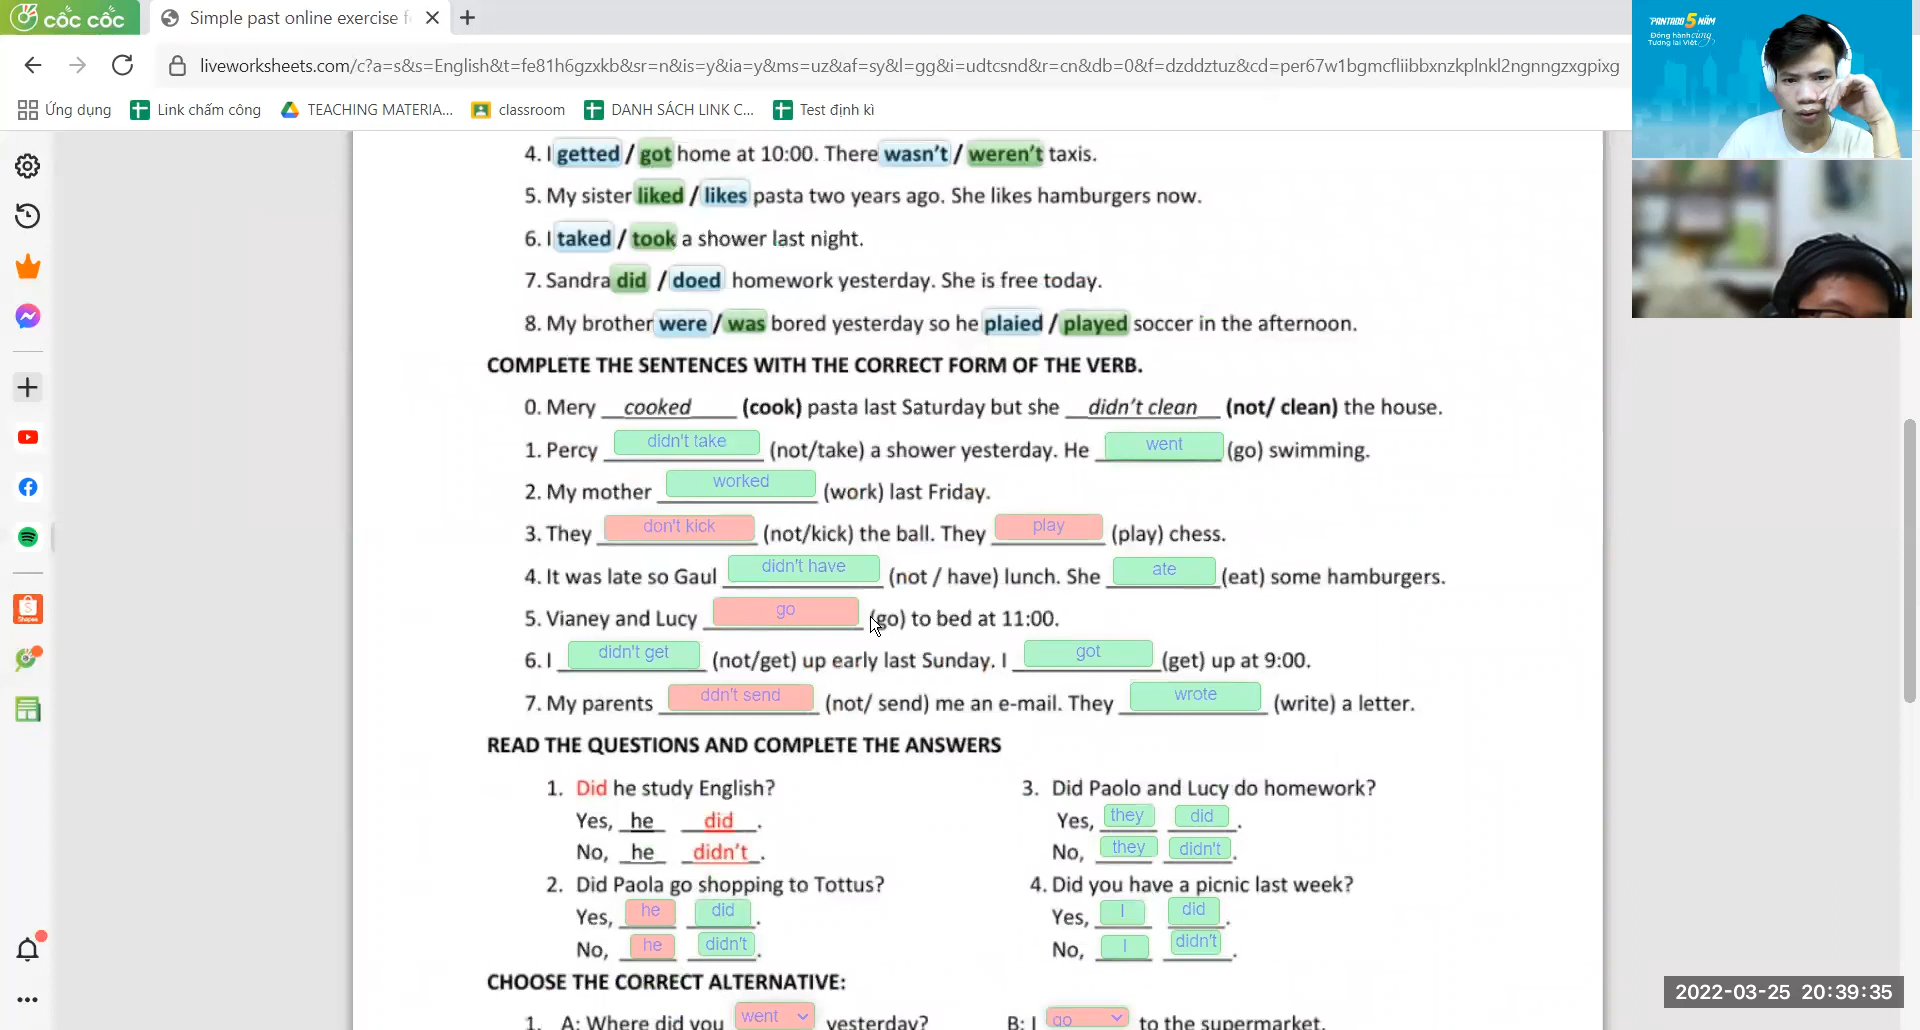 cốc cốc
Simple past online exercise f
liveworksheets.com/c?a=s&s=English&t=fe81h6gzxkb&sr=n&is=y&ia=y&ms=uz&af=sy&l=gg&i=udtcsnd&r=cn&db=0&f=dzddztuz&cd=per67w1bgmcfliibbxnzkplnkl2ngnngzxgpixg
Ứng dụng Link chấm công TEACHING MATERIA... classroom DANH SÁCH LINK C... Test định kì
PANTADO 5 NĂM
Đồng hành cùng
Tương lai Việt
4. I getted / got home at 10:00. There wasn't / weren't taxis.
5. My sister liked / likes pasta two years ago. She likes hamburgers now.
6. I taked / took a shower last night.
7. Sandra did / doed homework yesterday. She is free today.
8. My brother were / was bored yesterday so he plaied / played soccer in the afternoon.
COMPLETE THE SENTENCES WITH THE CORRECT FORM OF THE VERB.
0. Mery cooked (cook) pasta last Saturday but she didn't clean (not/ clean) the house.
1. Percy didn't take (not/take) a shower yesterday. He went (go) swimming.
2. My mother worked (work) last Friday.
3. They don't kick (not/kick) the ball. They play (play) chess.
4. It was late so Gaul didn't have (not / have) lunch. She ate (eat) some hamburgers.
5. Vianey and Lucy go (go) to bed at 11:00.
6. I didn't get (not/get) up early last Sunday. I got (get) up at 9:00.
7. My parents ddn't send (not/ send) me an e-mail. They wrote (write) a letter.
READ THE QUESTIONS AND COMPLETE THE ANSWERS
1. Did he study English?
Yes, he did.
No, he didn't.
2. Did Paola go shopping to Tottus?
Yes, he did.
No, he didn't.
3. Did Paolo and Lucy do homework?
Yes, they did.
No, they didn't.
4. Did you have a picnic last week?
Yes, I did.
No, I didn't.
CHOOSE THE CORRECT ALTERNATIVE:
1. A: Where did you went yesterday? B: I go to the supermarket.
Shopee
2022-03-25 20:39:35